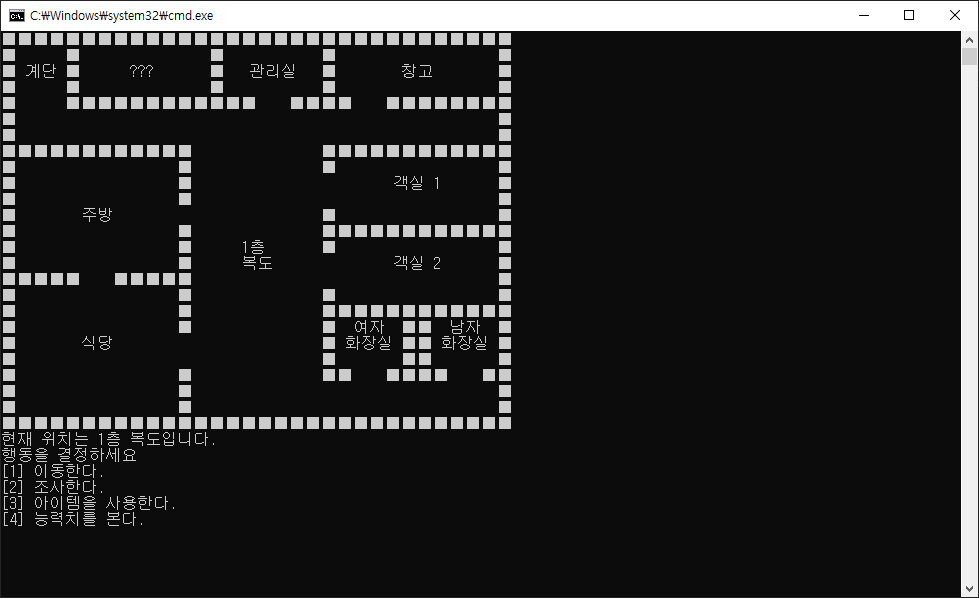 C:₩Windows₩system32₩cmd.exe
계단 ??? 관리실 창고
객실 1
주방
1층
복도
객실 2
여자 남자
식당 화장실 화장실
현재 위치는 1층 복도입니다.
행동을 결정하세요
[1] 이동한다.
[2] 조사한다.
[3] 아이템을 사용한다.
[4] 능력치를 본다.